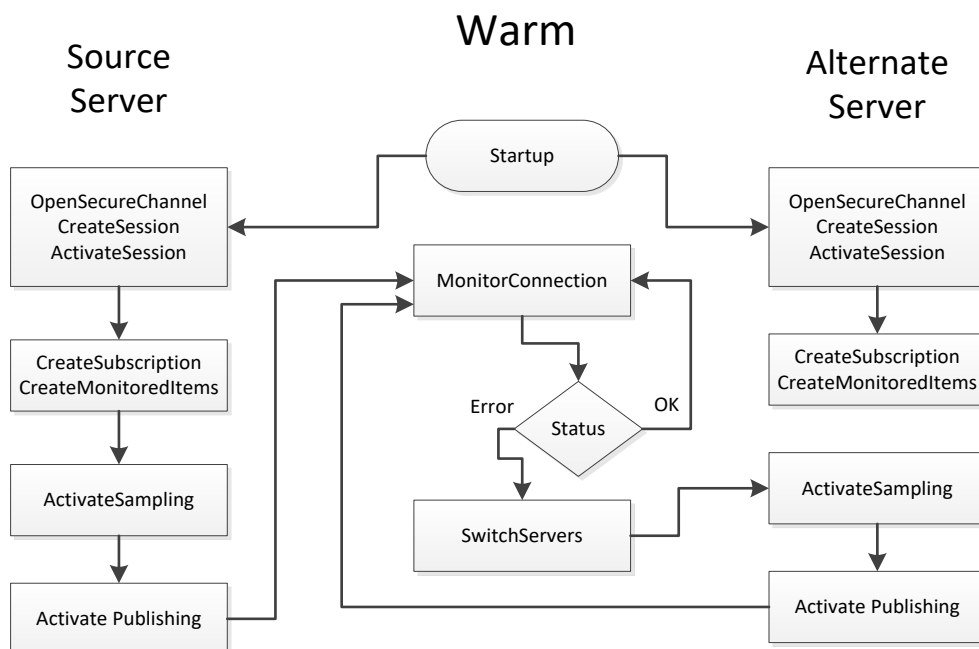 Warm
Source
Server
Alternate
Server
Startup
OpenSecureChannel
CreateSession
ActivateSession
OpenSecureChannel
CreateSession
ActivateSession
MonitorConnection
CreateSubscription
CreateMonitoredItems
CreateSubscription
CreateMonitoredItems
Error
OK
Status
ActivateSampling
ActivateSampling
SwitchServers
Activate Publishing
Activate Publishing